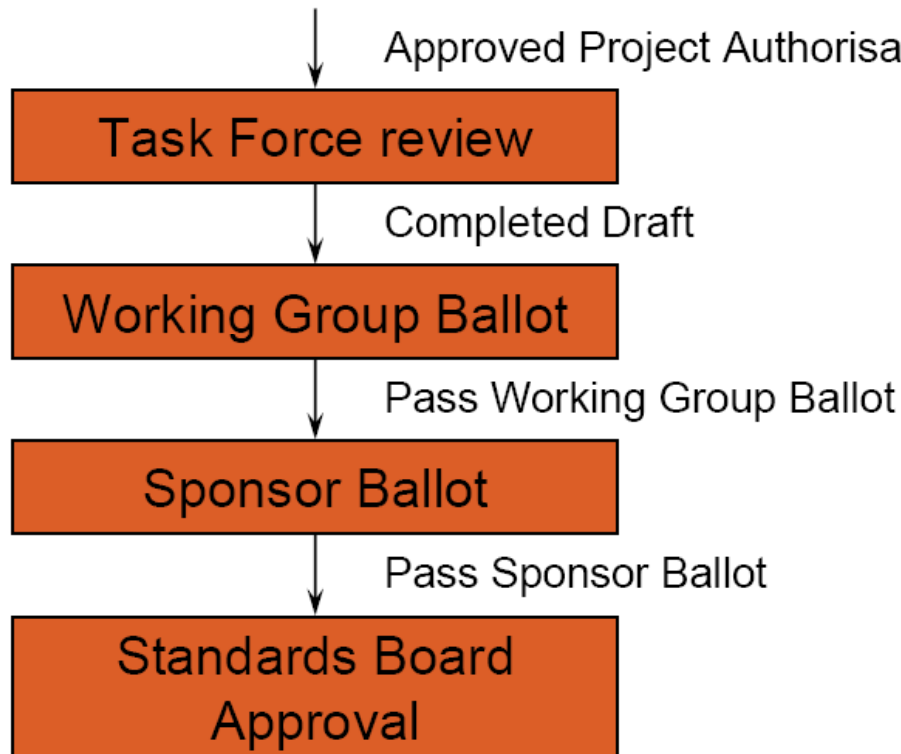 Approved Project Authorisa
Task Force review
Completed Draft
Working Group Ballot
Pass Working Group Ballot
Sponsor Ballot
Pass Sponsor Ballot
Standards Board
Approval